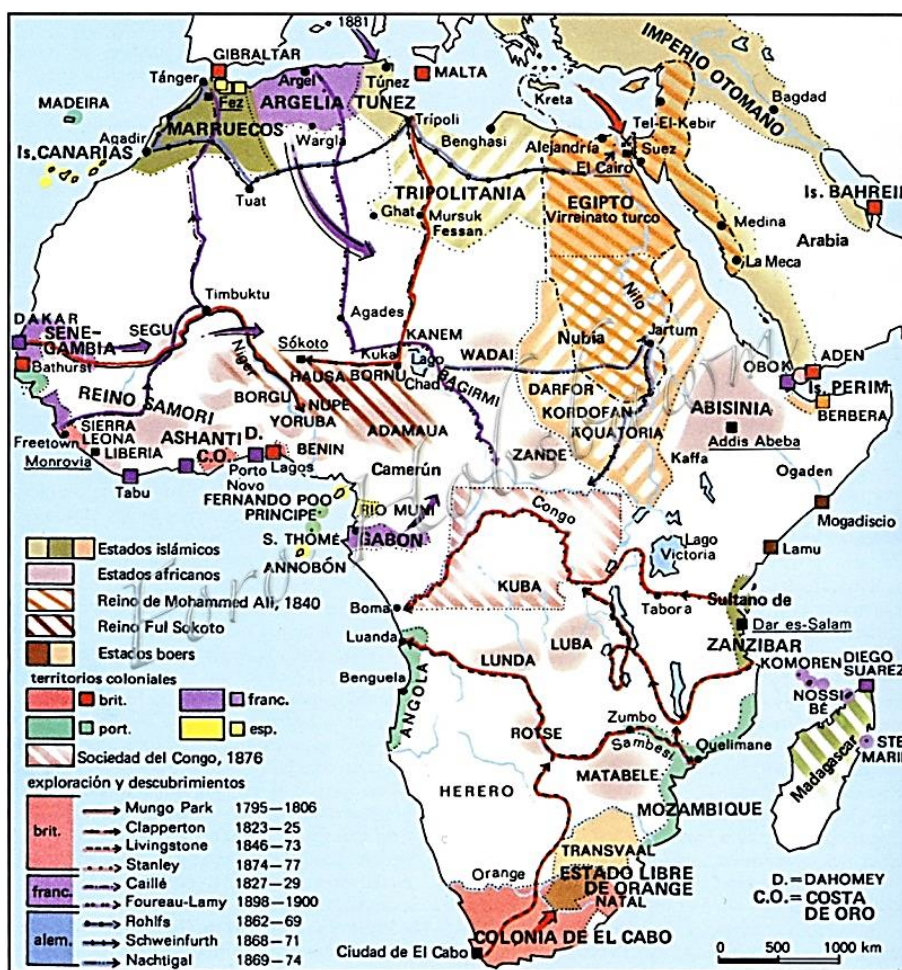 1881
GIBRALTAR
MALTA
Tánger
Argel
Túnez
MADEIRA
Fez
ARGELIA
TUNEZ
Kreta
IMPERIO OTOMANO
Bagdad
Tel-El-Kebir
MARRUECOS
Agadir
Wargla
Trípoli
Benghasi
Alejandría
Suez
El Cairo
Is. CANARIAS
Tuat
TRIPOLITANIA
Ghat
Mursuk
Fessan
EGIPTO
Virreinato turco
Is. BAHREIN
Medina
Arabia
La Meca
Nilo
Timbuktu
DAKAR
SENE-
GAMBIA
SEGU
Bathurst
Agades
KANEM
Nubia
Jartum
Sókoto
Kuka
Lago
Chad
WADAI
Niger
HAUSA
BORNU
BAGIRMI
DARFOR
KORDOFAN
OBOK
ADEN
Is. PERIM
BERBERA
REINO SAMORI
BORGU
NUPE
YORUBA
ADAMAUA
ÄQUATORIA
ABISINIA
Addis Abeba
Freetown
SIERRA
LEONA
LIBERIA
Monrovia
ASHANTI
D.
C.O.
BENIN
ZANDE
Kaffa
Ogaden
Tabu
Porto
Novo
Lagos
Camerún
FERNANDO POO
PRINCIPE
RIO MUNI
Congo
Mogadiscio
S. THOMÉ
GABON
ANNOBÓN
Lago
Victoria
Lamu
KUBA
Boma
Tabora
Sultano de
Dar es-Salam
ZANZIBAR
Luanda
LUBA
LUNDA
Benguela
ANGOLA
KOMOREN
DIEGO
SUAREZ
NOSSI
BÉ
STE
MARIE
Madagascar
Zumbo
ROTSE
Sambesi
Quelimane
MATABELE
HERERO
MOZAMBIQUE
TRANSVAAL
Orange
ESTADO LIBRE
DE ORANGE
NATAL
COLONIA DE EL CABO
Ciudad de El Cabo
Estados islámicos
Estados africanos
Reino de Mohammed Ali, 1840
Reino Ful Sokoto
Estados boers
territorios coloniales
brit.
franc.
port.
esp.
Sociedad del Congo, 1876
exploración y descubrimientos
brit.
Mungo Park 1795—1806
Clapperton 1823—25
Livingstone 1846—73
Stanley 1874—77
franc.
Caillé 1827—29
Foureau-Lamy 1898—1900
alem.
Rohlfs 1862—69
Schweinfurth 1868—71
Nachtigal 1869—74
D. = DAHOMEY
C.O. = COSTA
DE ORO
0 500 1000 km